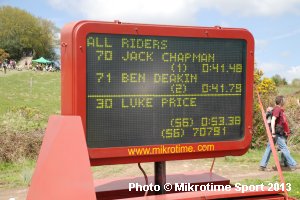 ALL RIDERS
70 JACK CHAPMAN
(1) 0:41.46
71 BEN DEAKIN
(2) 0:41.79
30 LUKE PRICE
(56) 0:53.38
(56) 70791
www.mikrotime.com
Photo © Mikrotime Sport 2013